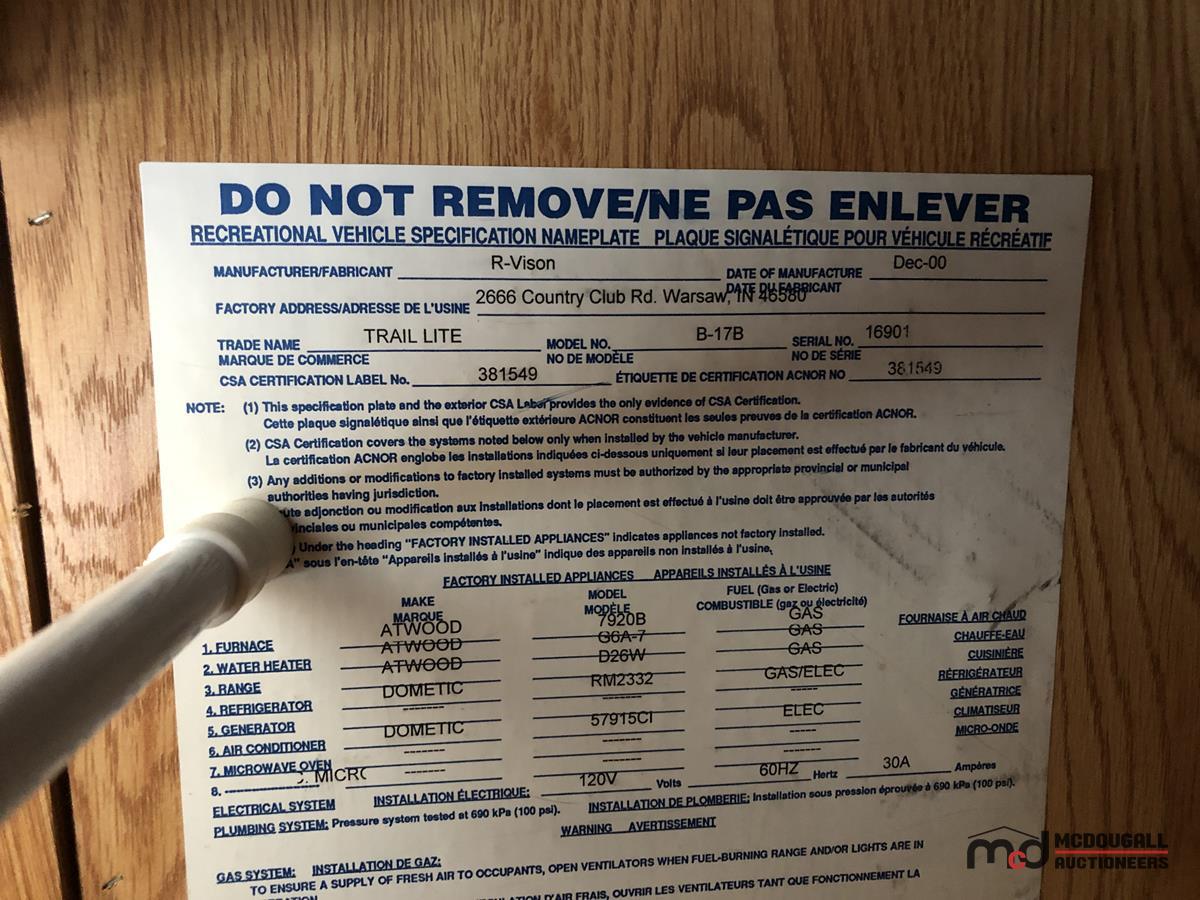 DO NOT REMOVE/NE PAS ENLEVER
RECREATIONAL VEHICLE SPECIFICATION NAMEPLATE PLAQUE SIGNALÉTIQUE POUR VÉHICULE RÉCRÉATIF
MANUFACTURER/FABRICANT R-Vison DATE OF MANUFACTURE Dec-00
DATE DU FABRICANT
FACTORY ADDRESS/ADRESSE DE L'USINE 2666 Country Club Rd. Warsaw, IN 46580
TRADE NAME TRAIL LITE MODEL NO. B-17B SERIAL NO. 16901
MARQUE DE COMMERCE NO DE MODÈLE NO DE SÉRIE
CSA CERTIFICATION LABEL No. 381549 ÉTIQUETTE DE CERTIFICATION ACNOR NO 381549
NOTE: (1) This specification plate and the exterior CSA Label provides the only evidence of CSA Certification.
Cette plaque signalétique ainsi que l'étiquette extérieure ACNOR constituent les seules preuves de la certification ACNOR.
(2) CSA Certification covers the systems noted below only when installed by the vehicle manufacturer.
La certification ACNOR englobe les installations indiquées ci-dessous uniquement si leur placement est effectué par le fabricant du véhicule.
(3) Any additions or modifications to factory installed systems must be authorized by the appropriate provincial or municipal
authorities having jurisdiction.
adjonction ou modification aux installations dont le placement est effectué à l'usine doit être approuvée par les autorités
ou municipales compétentes.
Under the heading "FACTORY INSTALLED APPLIANCES" indicates appliances not factory installed.
sous l'en-tête "Appareils installés à l'usine" indique des appareils non installés à l'usine.
FACTORY INSTALLED APPLIANCES APPAREILS INSTALLÉS À L'USINE
MAKE MODEL FUEL (Gas or Electric)
MARQUE MODÈLE COMBUSTIBLE (gaz ou électricité)
1. FURNACE ATWOOD 7920B GAS FOURNAISE À AIR CHAUD
2. WATER HEATER ATWOOD G6A-7 GAS CHAUFFE-EAU
3. RANGE ATWOOD D26W GAS CUISINIÈRE
4. REFRIGERATOR DOMETIC RM2332 GAS/ELEC RÉFRIGÉRATEUR
5. GENERATOR ------- ------- ----- GÉNÉRATRICE
6. AIR CONDITIONER DOMETIC 57915CI ELEC CLIMATISEUR
7. MICROWAVE OVEN ------- ------- ----- MICRO-ONDE
8. MICRO ------- ------- -----
ELECTRICAL SYSTEM INSTALLATION ÉLECTRIQUE: 120V Volts 60HZ Hertz 30A Ampères
PLUMBING SYSTEM: Pressure system tested at 690 kPa (100 psi). INSTALLATION DE PLOMBERIE: Installation sous pression éprouvée à 690 kPa (100 psi).
WARNING AVERTISSEMENT
GAS SYSTEM: INSTALLATION DE GAZ:
TO ENSURE A SUPPLY OF FRESH AIR TO OCCUPANTS, OPEN VENTILATORS WHEN FUEL-BURNING RANGE AND/OR LIGHTS ARE IN
D'AIR FRAIS, OUVRIR LES VENTILATEURS TANT QUE FONCTIONNEMENT LA
mcd MCDOUGALL
AUCTIONEERS